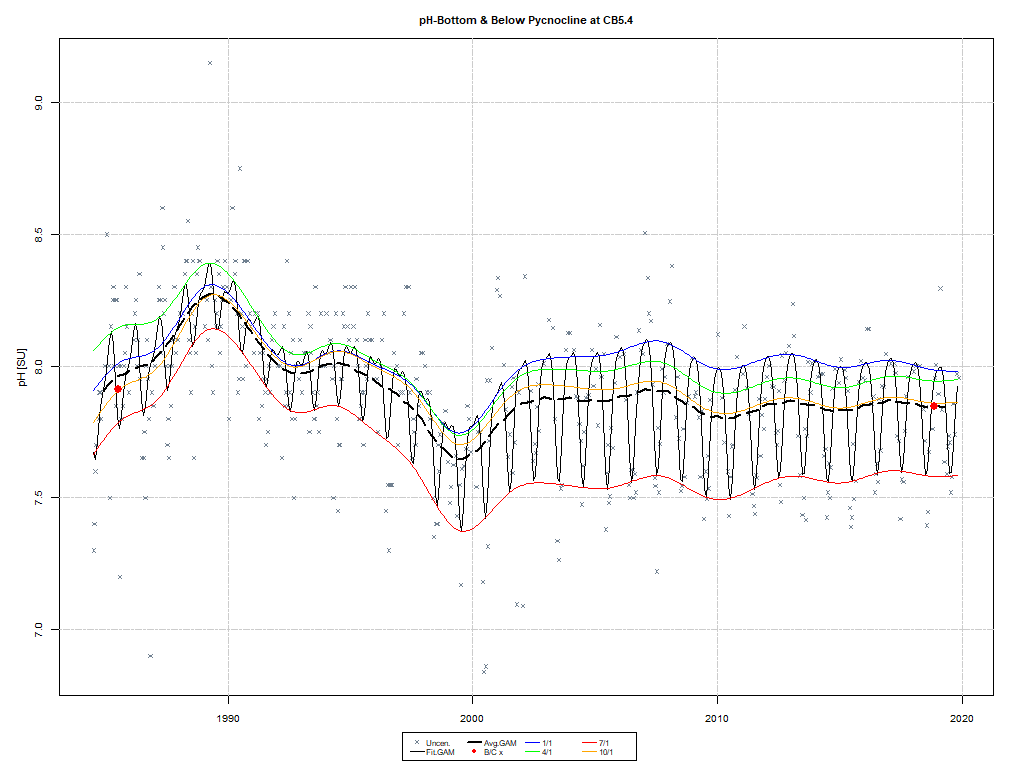 pH-Bottom & Below Pycnocline at CB5.4
pH [SU]
9.0
8.5
8.0
7.5
7.0
1990 2000 2010 2020
Uncen. Avg.GAM 1/1 7/1
Fit.GAM B/C x 4/1 10/1